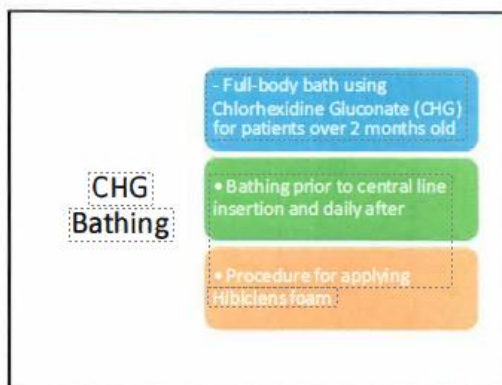 CHG
Bathing
- Full-body bath using
Chlorhexidine Gluconate (CHG)
for patients over 2 months old
• Bathing prior to central line
insertion and daily after
• Procedure for applying
Hibiclens foam